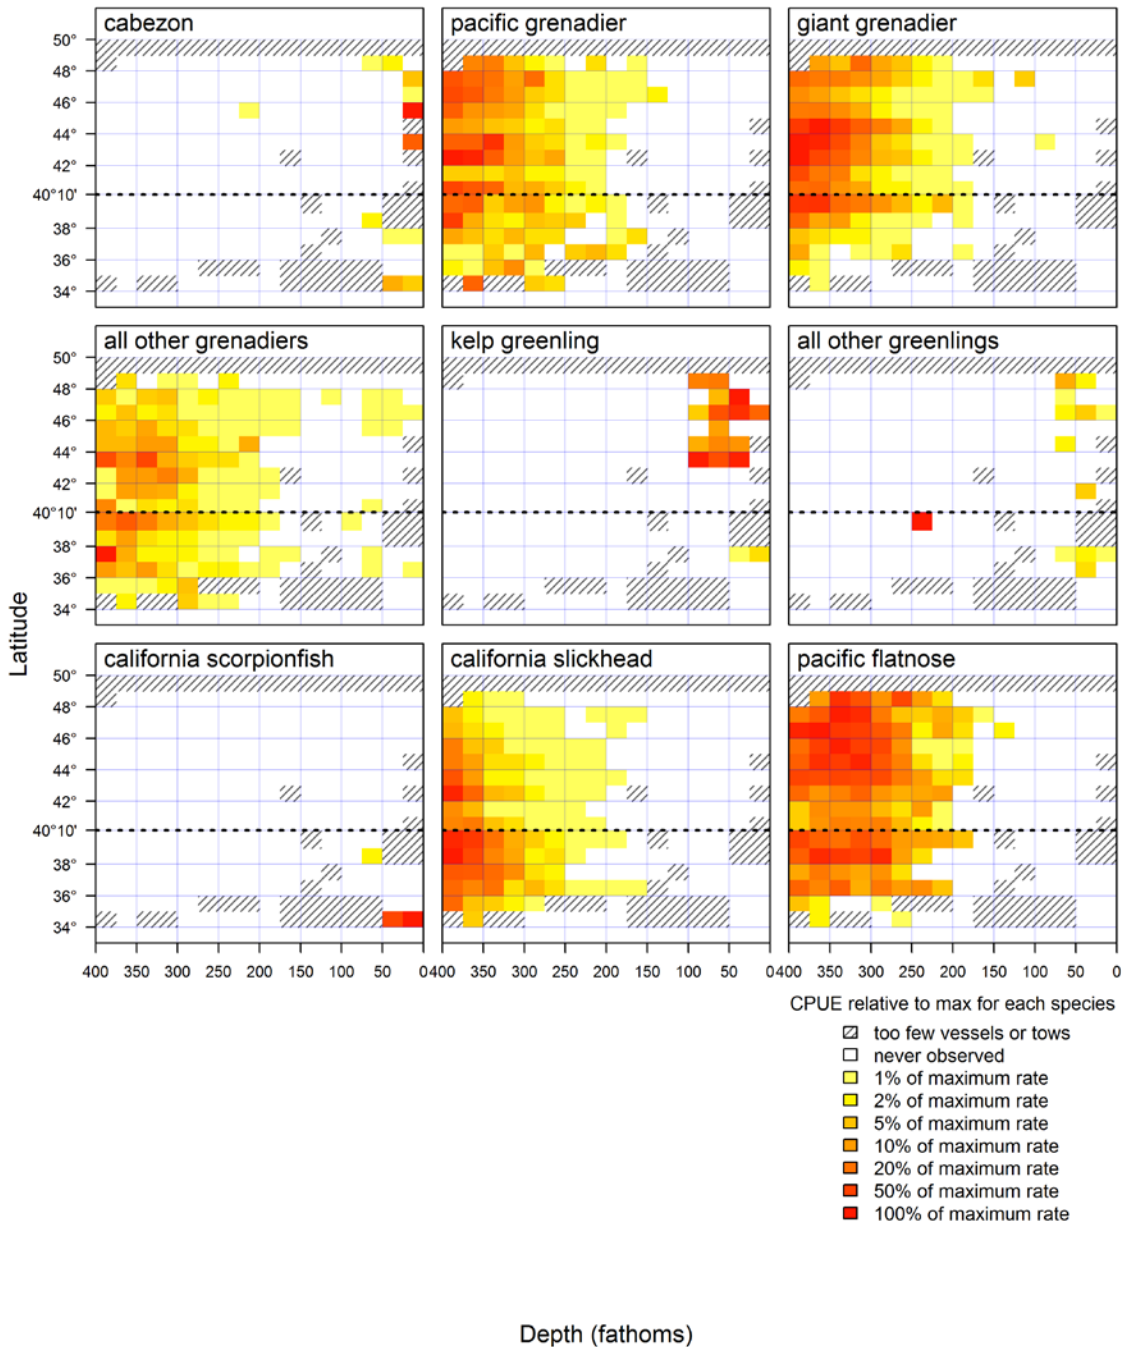 cabezon
pacific grenadier
giant grenadier
50°
48°
46°
44°
42°
40°10'
38°
36°
34°
all other grenadiers
kelp greenling
all other greenlings
50°
48°
46°
44°
42°
40°10'
38°
36°
34°
Latitude
california scorpionfish
california slickhead
pacific flatnose
50°
48°
46°
44°
42°
40°10'
38°
36°
34°
400 350 300 250 200 150 100 50 0
400 350 300 250 200 150 100 50 0
400 350 300 250 200 150 100 50 0
CPUE relative to max for each species
too few vessels or tows
never observed
1% of maximum rate
2% of maximum rate
5% of maximum rate
10% of maximum rate
20% of maximum rate
50% of maximum rate
100% of maximum rate
Depth (fathoms)